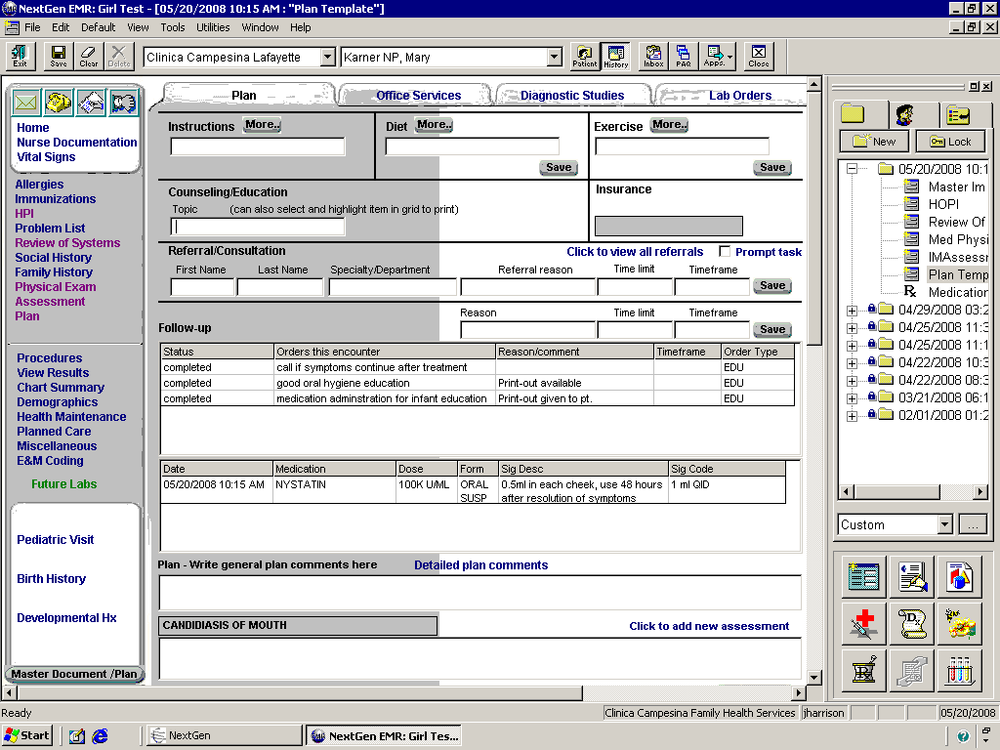 NextGen EMR: Girl Test - [05/20/2008 10:15 AM : "Plan Template"]
File Edit Default View Tools Utilities Window Help
Exit Save Clear Delete Clinica Campesina Lafayette Karner NP, Mary Patient History Inbox PAQ Apps. Close
Home
Nurse Documentation
Vital Signs
Allergies
Immunizations
HPI
Problem List
Review of Systems
Social History
Family History
Physical Exam
Assessment
Plan
Procedures
View Results
Chart Summary
Demographics
Health Maintenance
Planned Care
Miscellaneous
E&M Coding
Future Labs
Pediatric Visit
Birth History
Developmental Hx
Master Document /Plan
Plan Office Services Diagnostic Studies Lab Orders
Instructions More.. Diet More.. Exercise More..
Save Save
Counseling/Education
Topic (can also select and highlight item in grid to print)
Insurance
Referral/Consultation Click to view all referrals Prompt task
First Name Last Name Specialty/Department Referral reason Time limit Timeframe
Save
Follow-up Reason Time limit Timeframe
Save
Status Orders this encounter Reason/comment Timeframe Order Type
completed call if symptoms continue after treatment EDU
completed good oral hygiene education Print-out available EDU
completed medication adminstration for infant education Print-out given to pt. EDU
Date Medication Dose Form Sig Desc Sig Code
05/20/2008 10:15 AM NYSTATIN 100K U/ML ORAL 0.5ml in each cheek, use 48 hours 1 ml QID
SUSP after resolution of symptoms
Plan - Write general plan comments here Detailed plan comments
CANDIDIASIS OF MOUTH Click to add new assessment
New Lock
05/20/2008 10:1
Master Im
HOPI
Review Of
Med Physi
IMAssess
Plan Temp
Rx Medication
04/29/2008 03:2
04/25/2008 11:3
04/25/2008 11:1
04/22/2008 10:3
04/22/2008 08:3
03/21/2008 06:1
02/01/2008 01:2
Custom ...
Ready Clinica Campesina Family Health Services jharrison 05/20/2008
Start NextGen NextGen EMR: Girl Tes...